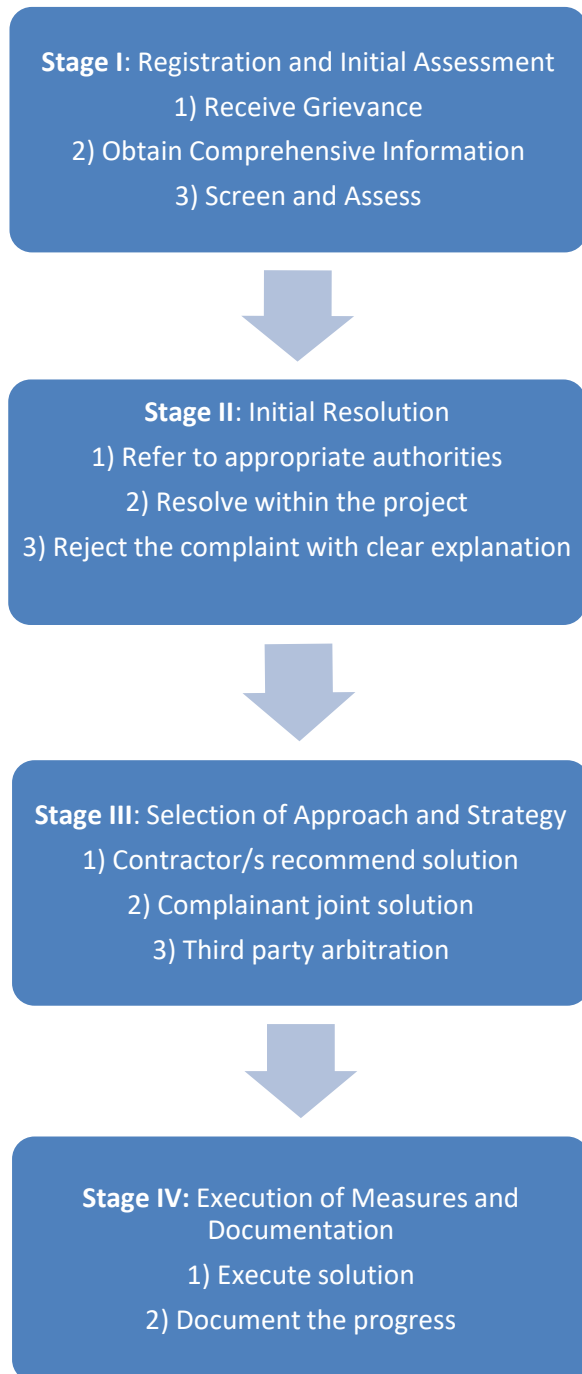 Stage I: Registration and Initial Assessment
1) Receive Grievance
2) Obtain Comprehensive Information
3) Screen and Assess
Stage II: Initial Resolution
1) Refer to appropriate authorities
2) Resolve within the project
3) Reject the complaint with clear explanation
Stage III: Selection of Approach and Strategy
1) Contractor/s recommend solution
2) Complainant joint solution
3) Third party arbitration
Stage IV: Execution of Measures and
Documentation
1) Execute solution
2) Document the progress